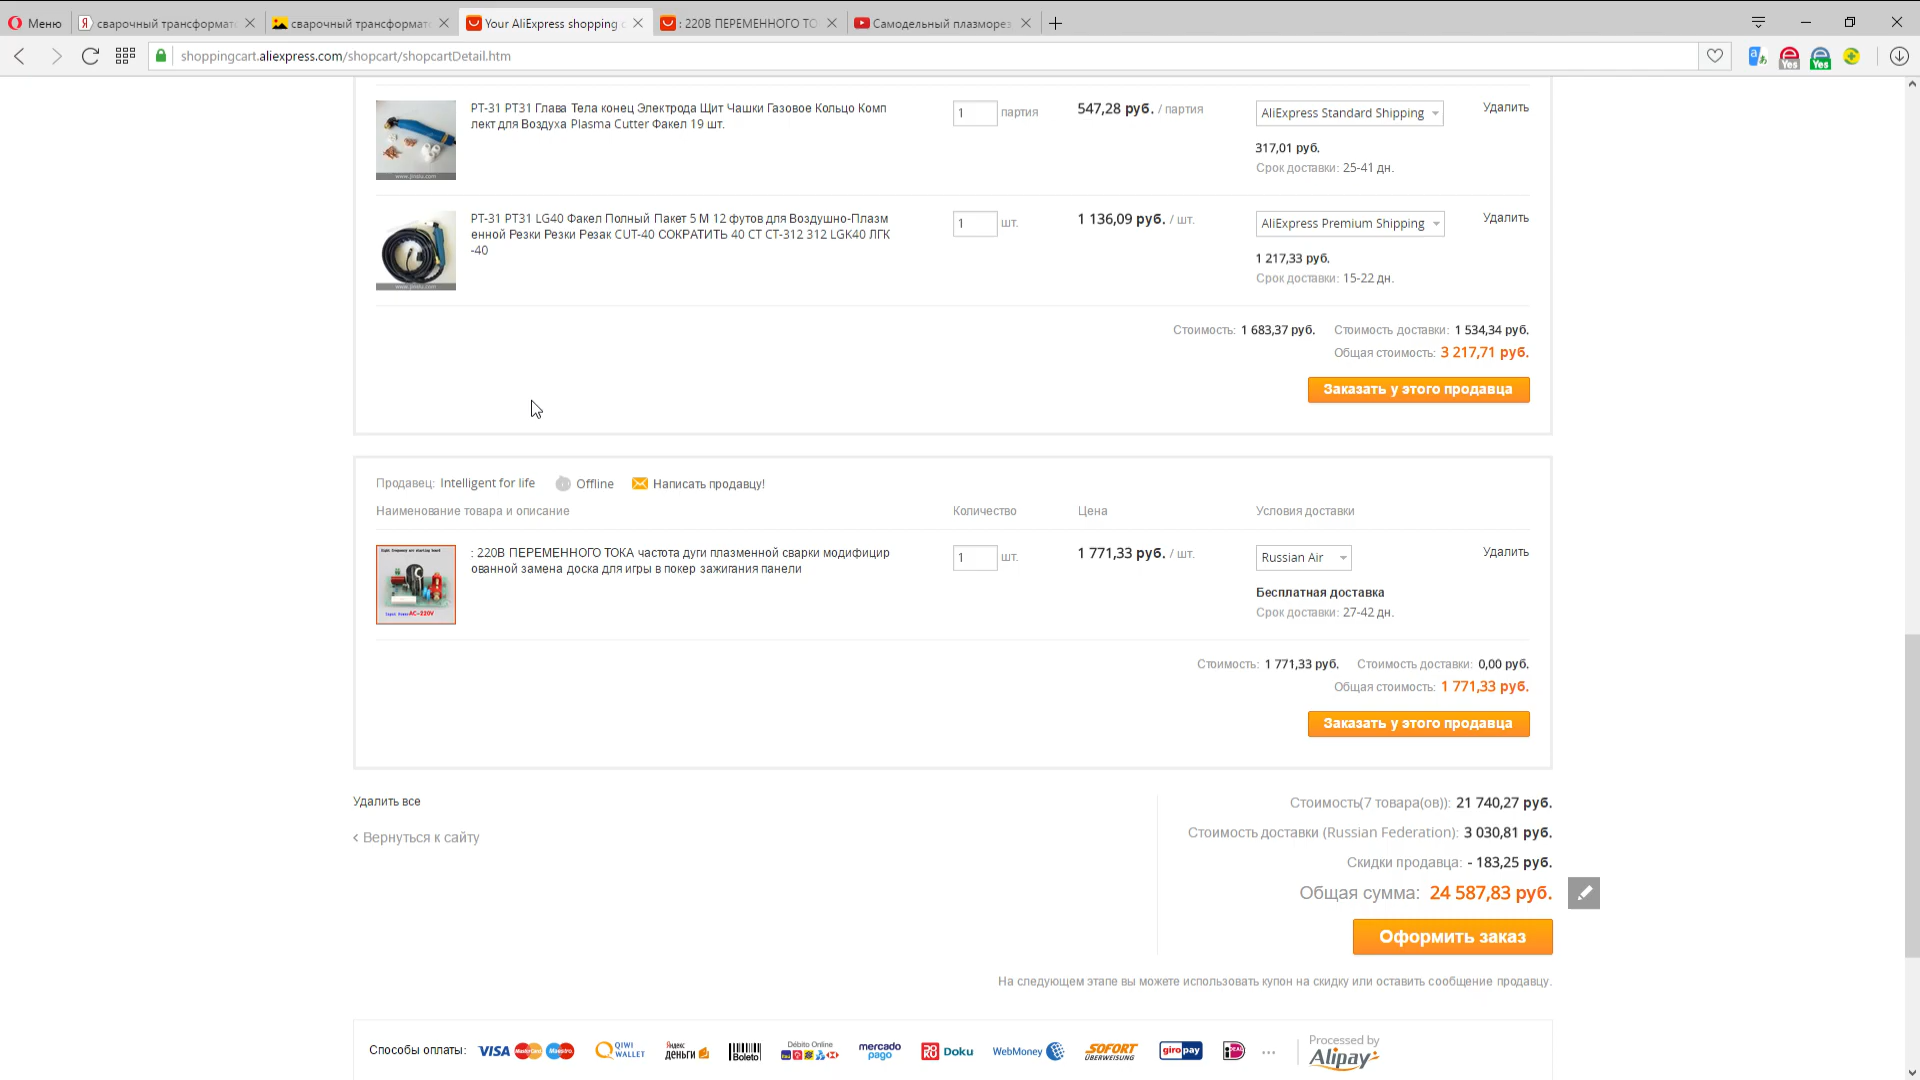 Меню
сварочный трансформат
сварочный трансформат
Your AliExpress shopping c
: 220В ПЕРЕМЕННОГО ТО
Самодельный плазморез
shoppingcart.aliexpress.com/shopcart/shopcartDetail.htm
PT-31 PT31 Глава Тела конец Электрода Щит Чашки Газовое Кольцо Комп
лект для Воздуха Plasma Cutter Факел 19 шт.
1 партия
547,28 руб. / партия
AliExpress Standard Shipping
Удалить
317,01 руб.
Срок доставки: 25-41 дн.
PT-31 PT31 LG40 Факел Полный Пакет 5 М 12 футов для Воздушно-Плазм
енной Резки Резки Резак CUT-40 СОКРАТИТЬ 40 CT CT-312 312 LGK40 ЛГК
-40
1 шт.
1 136,09 руб. / шт.
AliExpress Premium Shipping
Удалить
1 217,33 руб.
Срок доставки: 15-22 дн.
Стоимость: 1 683,37 руб. Стоимость доставки: 1 534,34 руб.
Общая стоимость: 3 217,71 руб.
Заказать у этого продавца
Продавец: Intelligent for life Offline Написать продавцу!
Наименование товара и описание Количество Цена Условия доставки
AC-220V
: 220В ПЕРЕМЕННОГО ТОКА частота дуги плазменной сварки модифицир
ованной замена доска для игры в покер зажигания панели
1 шт.
1 771,33 руб. / шт.
Russian Air
Удалить
Бесплатная доставка
Срок доставки: 27-42 дн.
Стоимость: 1 771,33 руб. Стоимость доставки: 0,00 руб.
Общая стоимость: 1 771,33 руб.
Заказать у этого продавца
Удалить все
< Вернуться к сайту
Стоимость(7 товара(ов)): 21 740,27 руб.
Стоимость доставки (Russian Federation): 3 030,81 руб.
Скидки продавца: - 183,25 руб.
Общая сумма: 24 587,83 руб.
Оформить заказ
На следующем этапе вы можете использовать купон на скидку или оставить сообщение продавцу.
Способы оплаты: VISA MasterCard Maestro QIWI WALLET Яндекс деньги Boleto Débito Online mercado pago Doku WebMoney SOFORT ÜBERWEISUNG giropay iDEAL ...
Processed by
Alipay